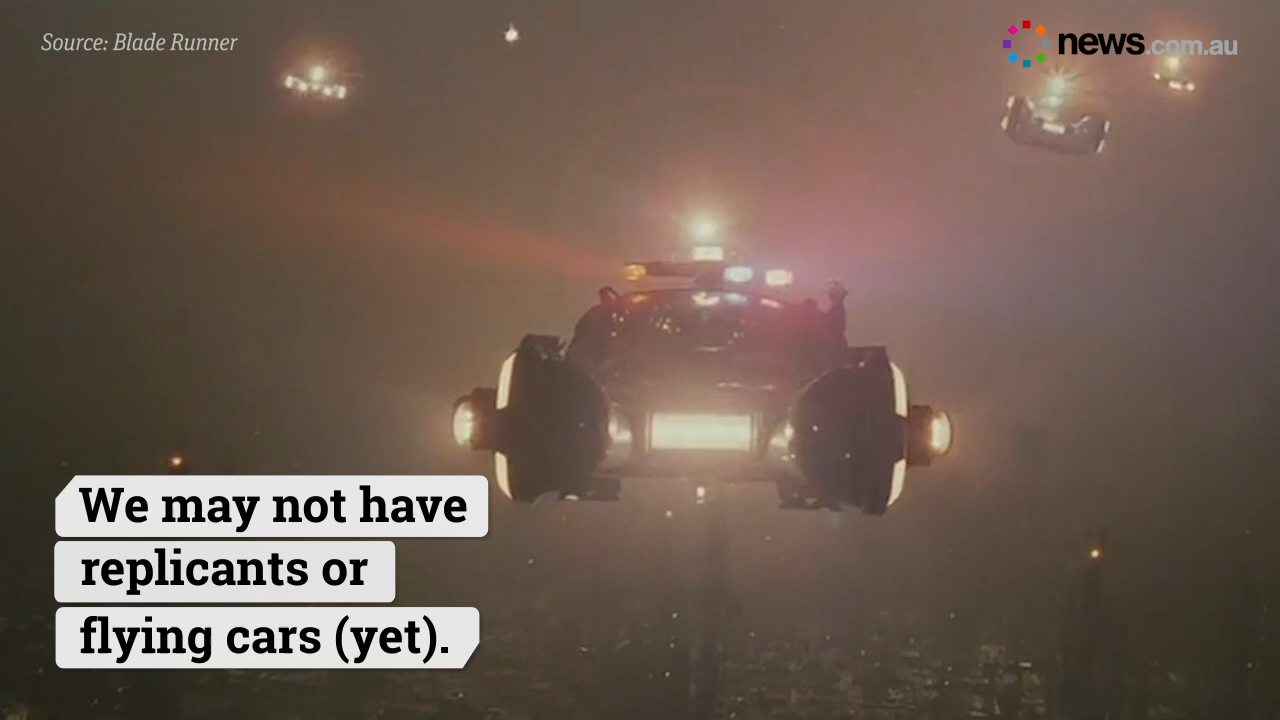 Source: Blade Runner
news.com.au
We may not have
replicants or
flying cars (yet).